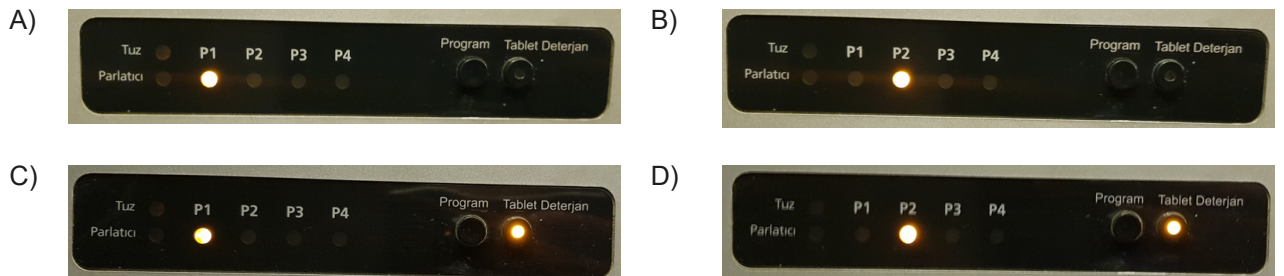 A)
Tuz P1 P2 P3 P4 Program Tablet Deterjan
Parlatıcı
B)
Tuz P1 P2 P3 P4 Program Tablet Deterjan
Parlatıcı
C)
Tuz P1 P2 P3 P4 Program Tablet Deterjan
Parlatıcı
D)
Tuz P1 P2 P3 P4 Program Tablet Deterjan
Parlatıcı